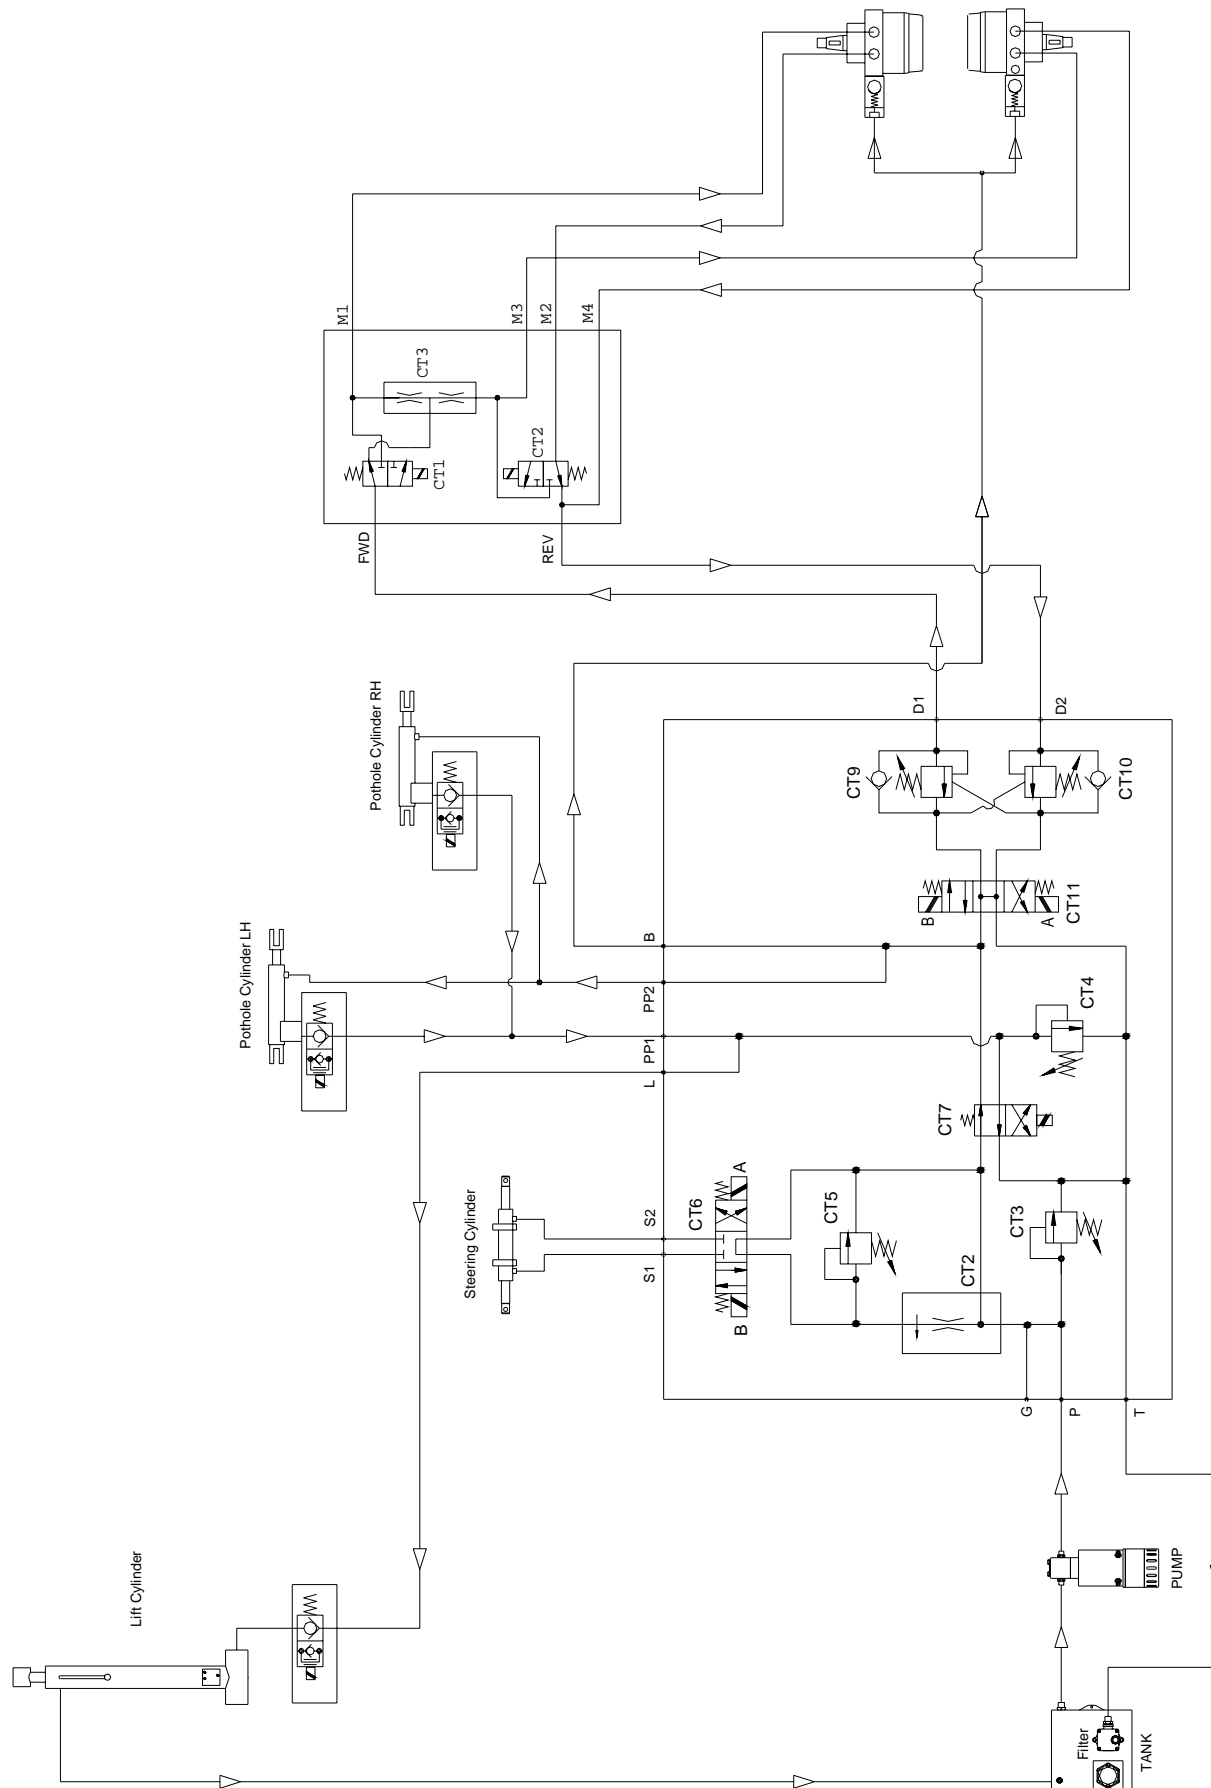 M1
M3
M2
M4
CT3
CT1
CT2
FWD
REV
Pothole Cylinder RH
D1
D2
CT9
CT10
Pothole Cylinder LH
B
PP2
PP1
L
B
A
CT11
CT4
CT7
Steering Cylinder
S2
S1
CT6
A
B
CT5
CT3
CT2
G
P
T
Lift Cylinder
PUMP
Filter
TANK